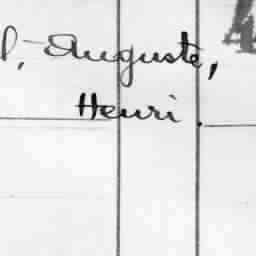 l, - Auguste,
Henri.